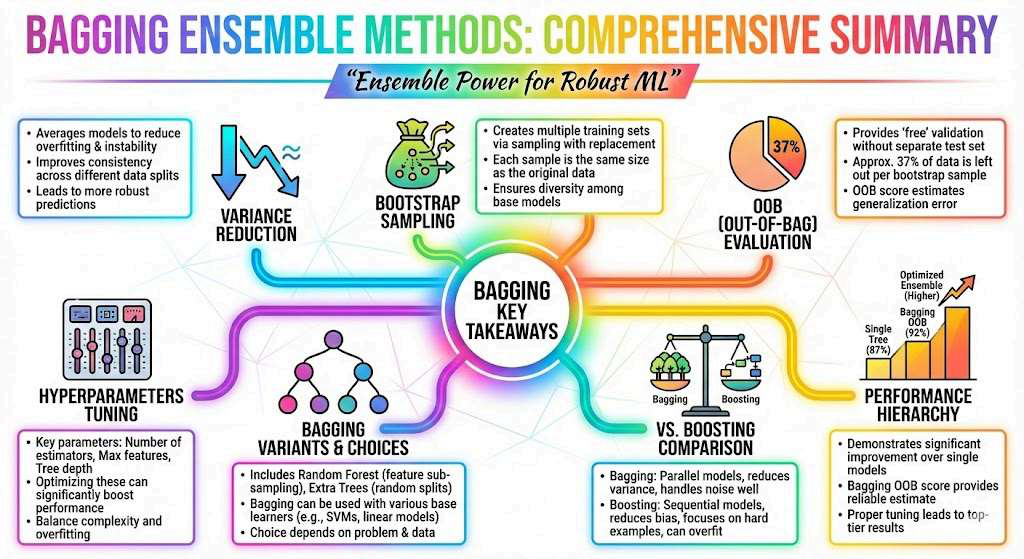 BAGGING ENSEMBLE METHODS: COMPREHENSIVE SUMMARY
“Ensemble Power for Robust ML”
• Averages models to reduce
overfitting & instability
• Improves consistency
across different data splits
• Leads to more robust
predictions
VARIANCE
REDUCTION
BOOTSTRAP
SAMPLING
• Creates multiple training sets
via sampling with replacement
• Each sample is the same size
as the original data
• Ensures diversity among
base models
37%
OOB
(OUT-OF-BAG)
EVALUATION
• Provides ‘free’ validation
without separate test set
• Approx. 37% of data is left
out per bootstrap sample
• OOB score estimates
generalization error
BAGGING
KEY
TAKEAWAYS
HYPERPARAMETERS
TUNING
• Key parameters: Number of
estimators, Max features,
Tree depth
• Optimizing these can
significantly boost
performance
• Balance complexity and
overfitting
BAGGING
VARIANTS & CHOICES
• Includes Random Forest (feature sub-
sampling), Extra Trees (random splits)
• Bagging can be used with various base
learners (e.g., SVMs, linear models)
• Choice depends on problem & data
Bagging
Boosting
VS. BOOSTING
COMPARISON
• Bagging: Parallel models, reduces
variance, handles noise well
• Boosting: Sequential models,
reduces bias, focuses on hard
examples, can overfit
Optimized
Ensemble
(Higher)
Bagging
OOB
(92%)
Single
Tree
(87%)
PERFORMANCE
HIERARCHY
• Demonstrates significant
improvement over single
models
• Bagging OOB score provides
reliable estimate
• Proper tuning leads to top-
tier results